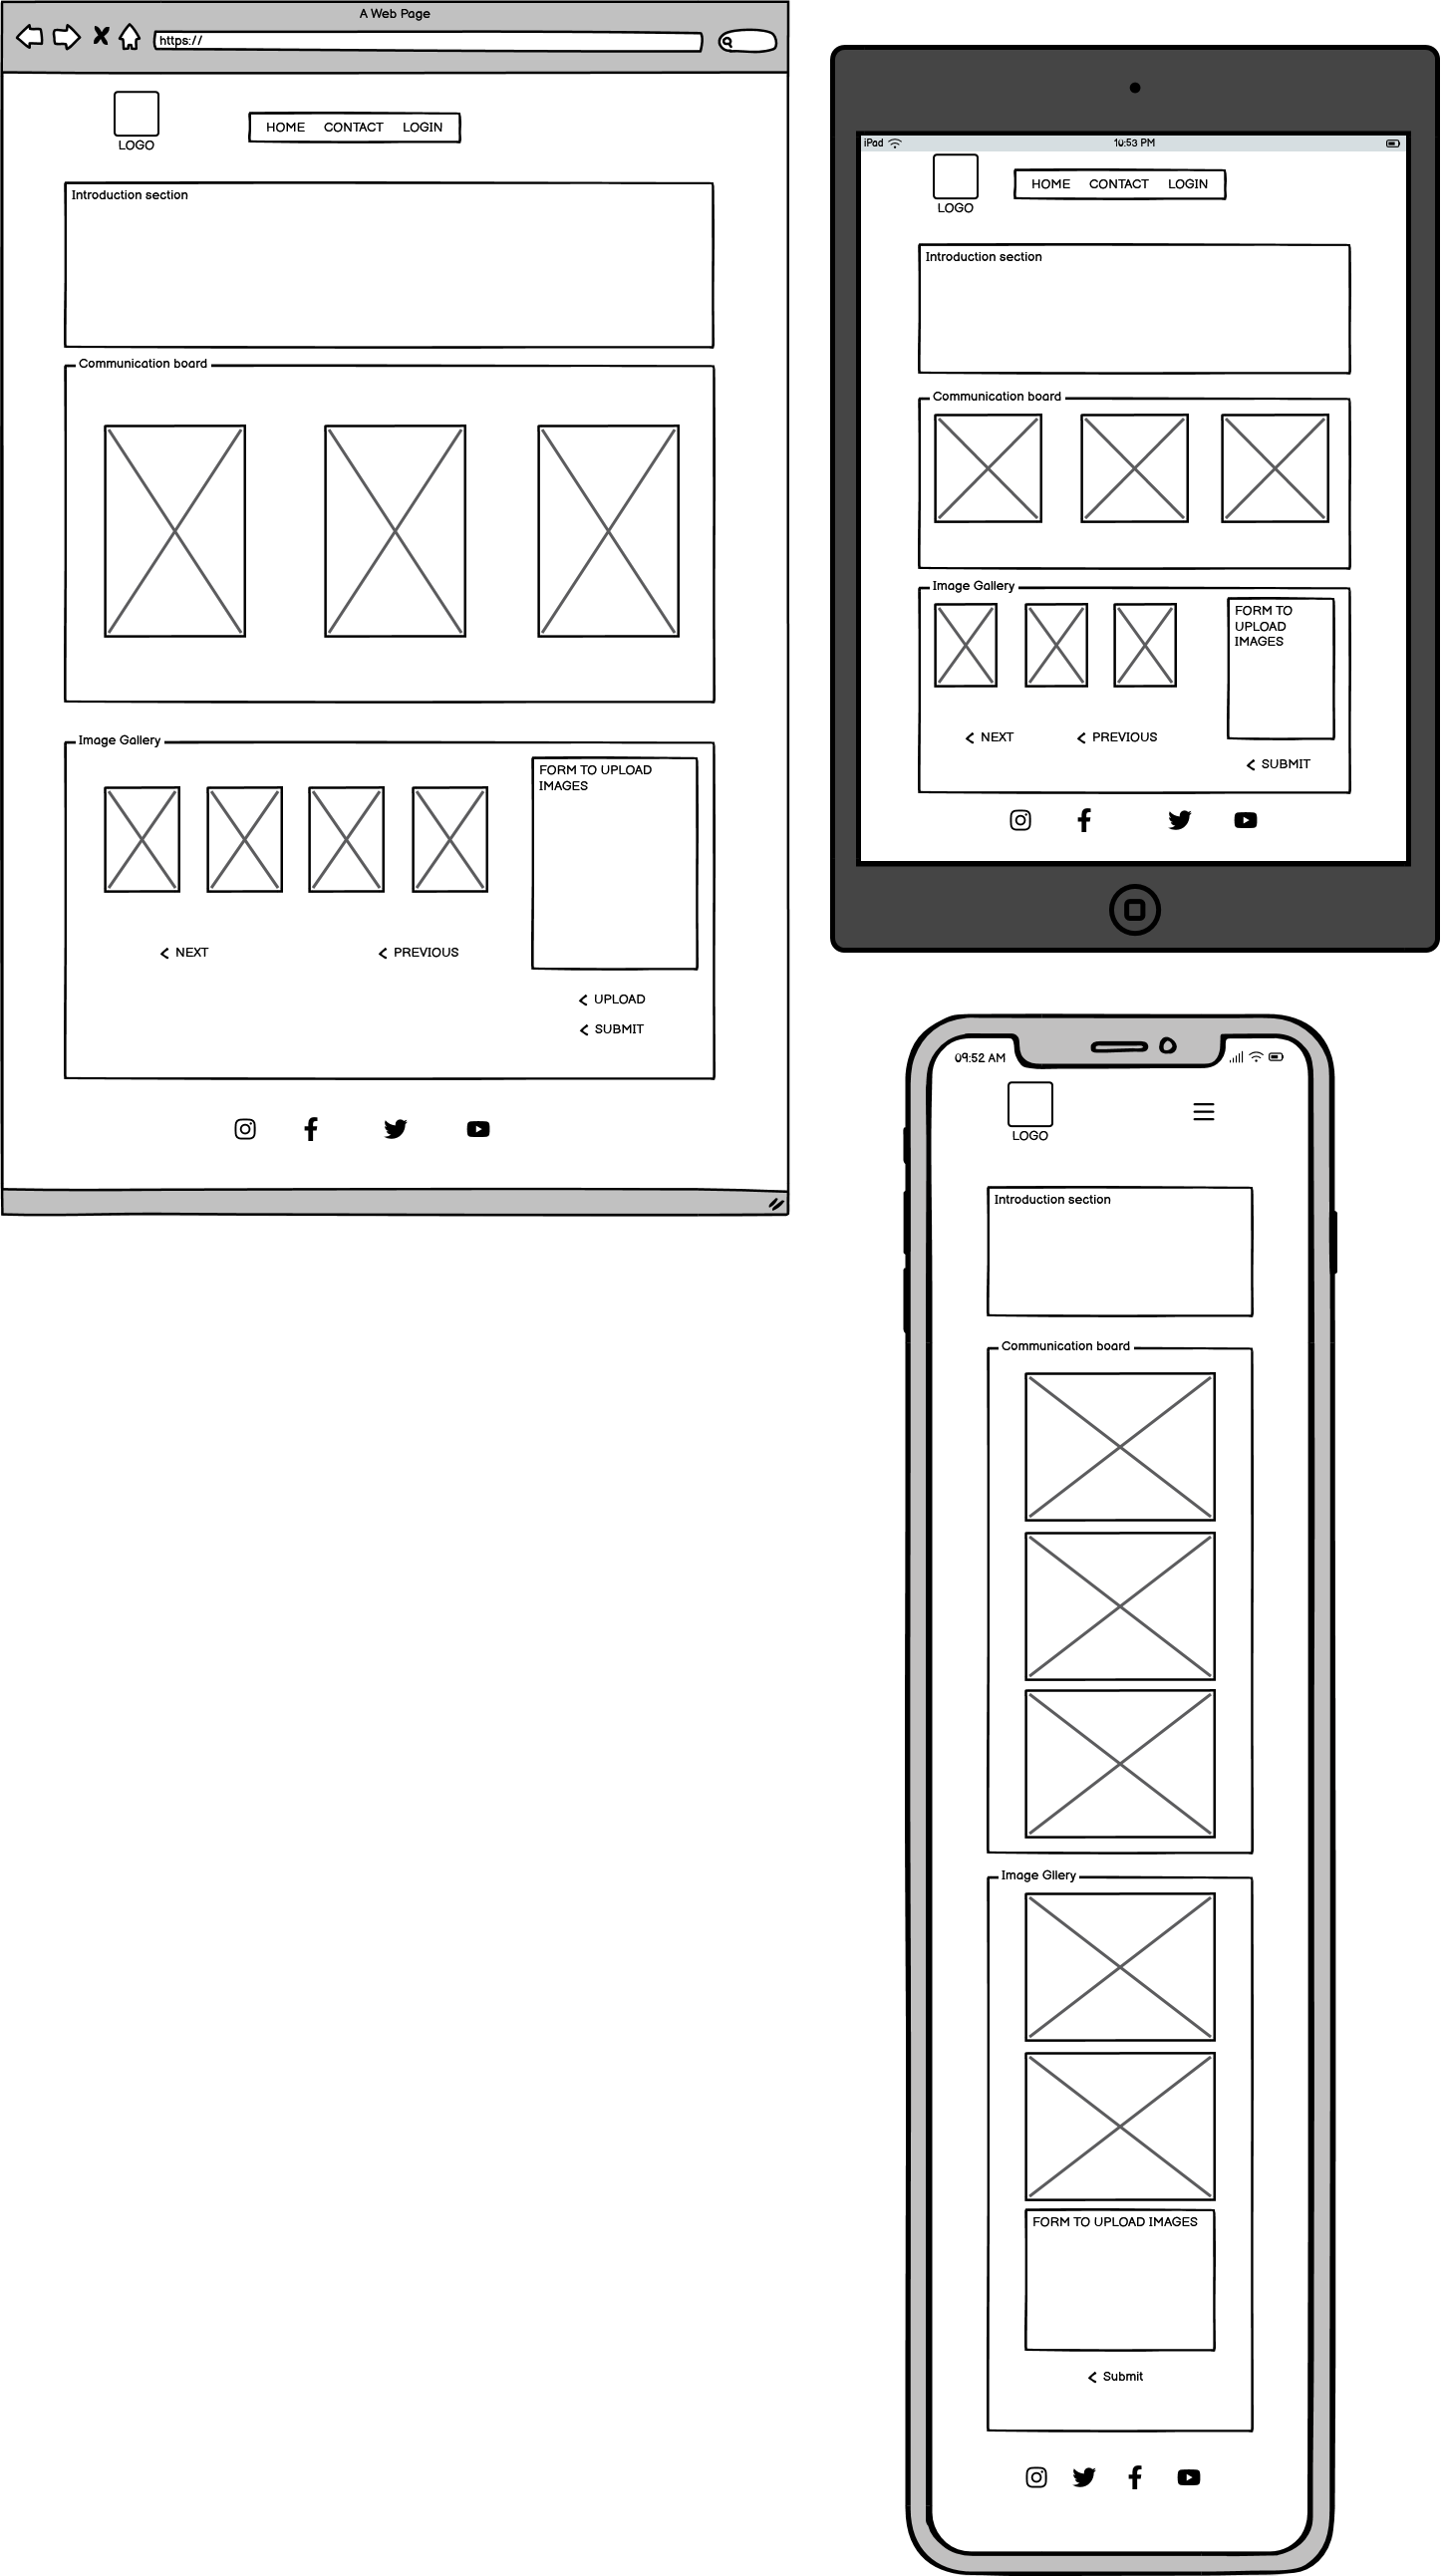 A Web Page
https://
LOGO
HOME CONTACT LOGIN
Introduction section
Communication board
Image Gallery
FORM TO UPLOAD
IMAGES
NEXT
PREVIOUS
UPLOAD
SUBMIT
iPad
10:53 PM
LOGO
HOME CONTACT LOGIN
Introduction section
Communication board
Image Gallery
FORM TO
UPLOAD
IMAGES
NEXT
PREVIOUS
SUBMIT
09:52 AM
LOGO
Introduction section
Communication board
Image Gllery
FORM TO UPLOAD IMAGES
Submit